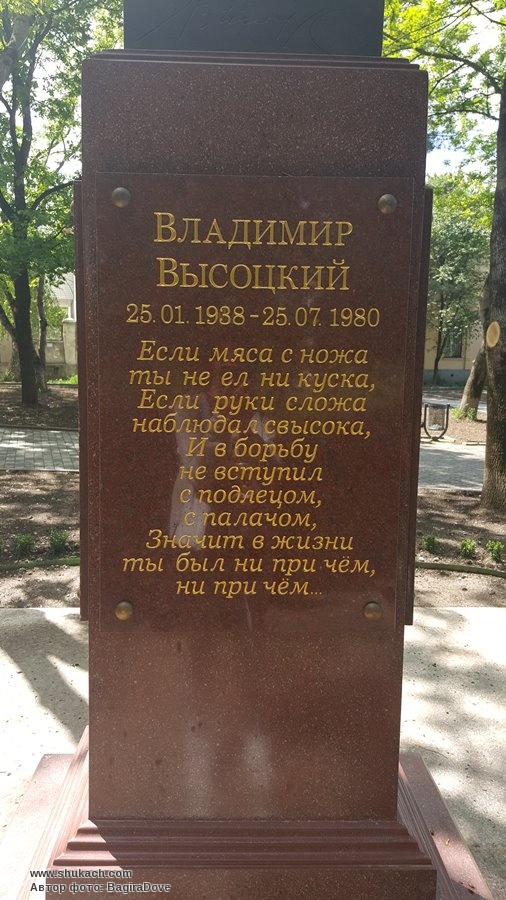 ВЛАДИМИР
ВЫСОЦКИЙ
25.01.1938-25.07.1980
Если мяса с ножа
ты не ел ни куска,
Если руки сложа
наблюдал свысока,
И в борьбу
не вступил
с подлецом,
с палачом,
Значит в жизни
ты был ни при чём,
ни при чём...
www.shukach.com
Автор фото: BagiraDove